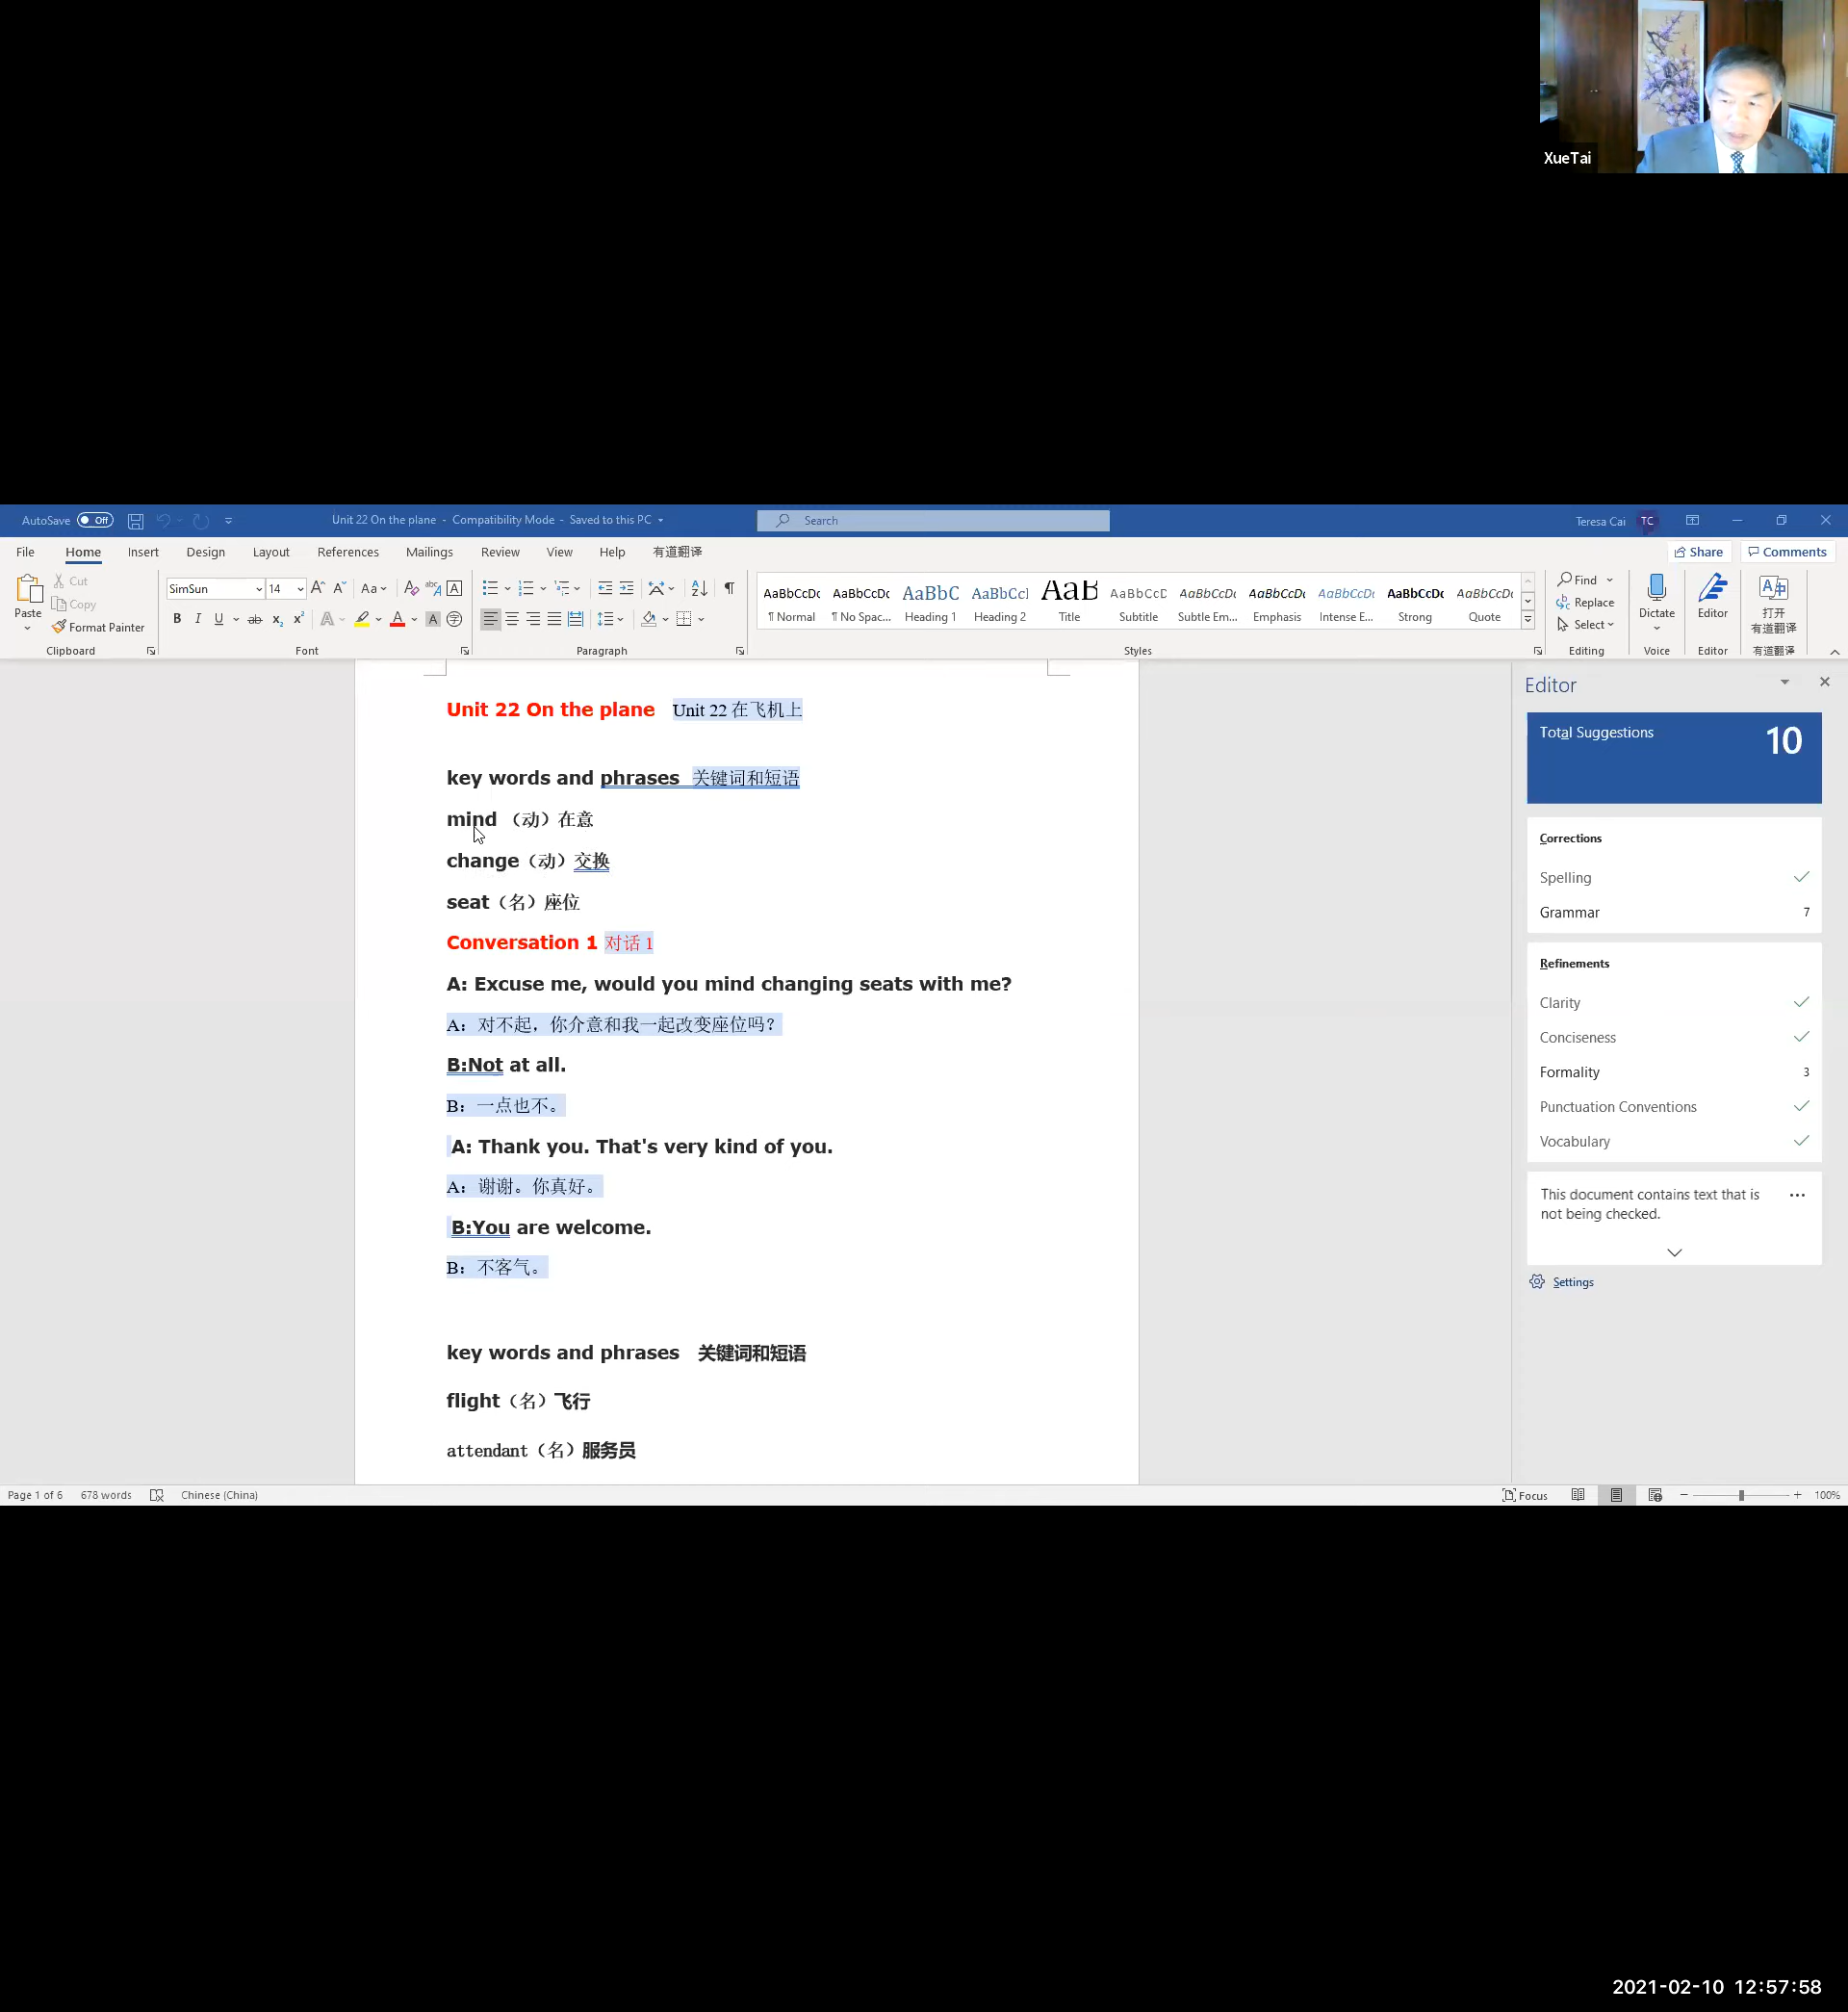 XueTai
AutoSave Off
Unit 22 On the plane - Compatibility Mode - Saved to this PC
Search
Teresa Cai TC
File Home Insert Design Layout References Mailings Review View Help 有道翻译
Share Comments
Paste
Cut
Copy
Format Painter
Clipboard
SimSun 14
Font
Paragraph
AaBbCcDc AaBbCcDc AaBbC AaBbCcI AaB AaBbCcD AaBbCcDc AaBbCcDc AaBbCcDc AaBbCcDc AaBbCcDc
¶ Normal ¶ No Spac... Heading 1 Heading 2 Title Subtitle Subtle Em... Emphasis Intense E... Strong Quote
Styles
Find
Replace
Select
Editing
Dictate
Voice
Editor
Editor
打开
有道翻译
有道翻译
Unit 22 On the plane Unit 22 在飞机上
key words and phrases 关键词和短语
mind （动）在意
change（动）交换
seat（名）座位
Conversation 1 对话 1
A: Excuse me, would you mind changing seats with me?
A：对不起，你介意和我一起改变座位吗？
B:Not at all.
B：一点也不。
A: Thank you. That's very kind of you.
A：谢谢。你真好。
B:You are welcome.
B：不客气。
key words and phrases 关键词和短语
flight（名）飞行
attendant（名）服务员
Editor
Total Suggestions 10
Corrections
Spelling
Grammar 7
Refinements
Clarity
Conciseness
Formality 3
Punctuation Conventions
Vocabulary
This document contains text that is
not being checked.
Settings
Page 1 of 6 678 words Chinese (China)
Focus
100%
2021-02-10 12:57:58